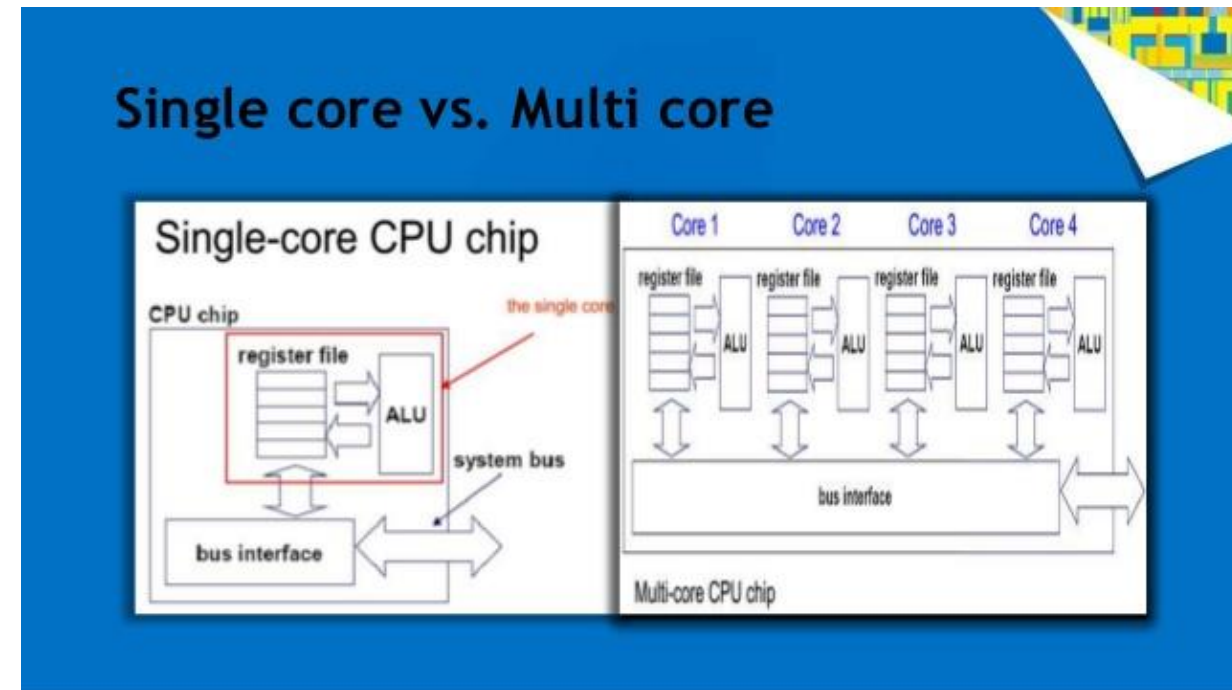 Single core vs. Multi core
Single-core CPU chip
CPU chip
the single core
register file
ALU
system bus
bus interface
Core 1 Core 2 Core 3 Core 4
register file register file register file register file
ALU ALU ALU ALU
bus interface
Multi-core CPU chip